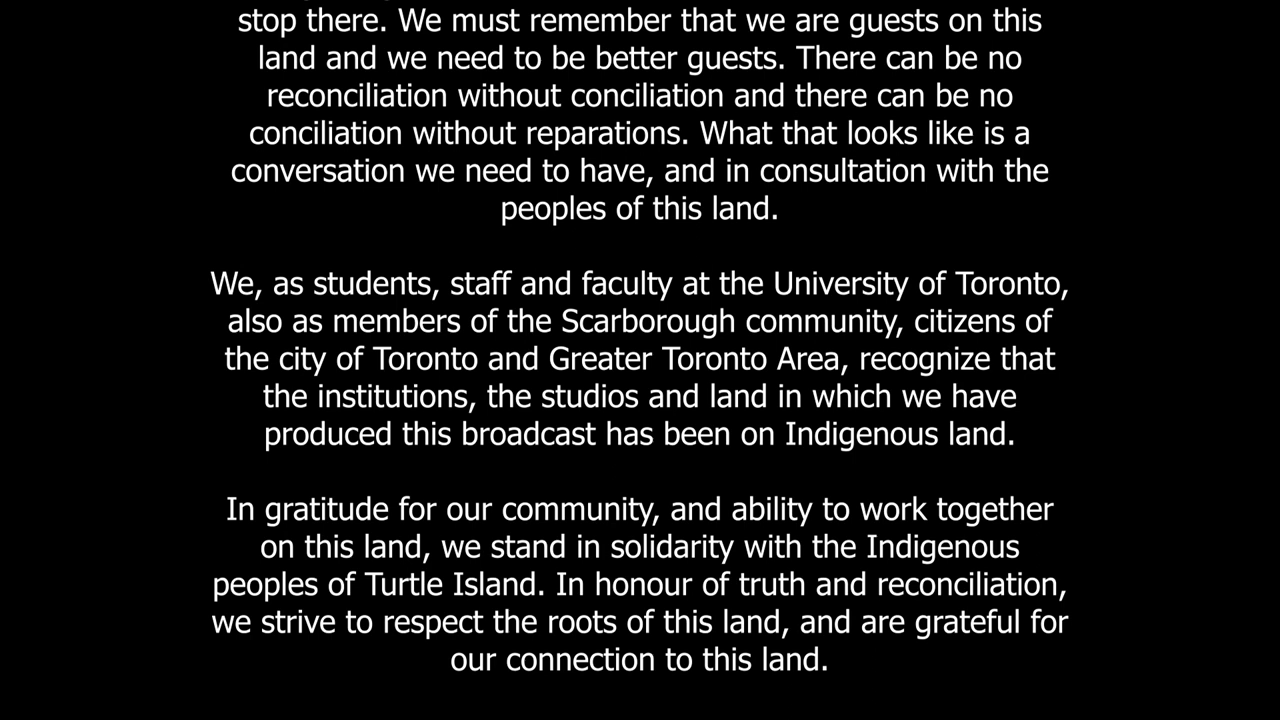 stop there. We must remember that we are guests on this
land and we need to be better guests. There can be no
reconciliation without conciliation and there can be no
conciliation without reparations. What that looks like is a
conversation we need to have, and in consultation with the
peoples of this land.
We, as students, staff and faculty at the University of Toronto,
also as members of the Scarborough community, citizens of
the city of Toronto and Greater Toronto Area, recognize that
the institutions, the studios and land in which we have
produced this broadcast has been on Indigenous land.
In gratitude for our community, and ability to work together
on this land, we stand in solidarity with the Indigenous
peoples of Turtle Island. In honour of truth and reconciliation,
we strive to respect the roots of this land, and are grateful for
our connection to this land.